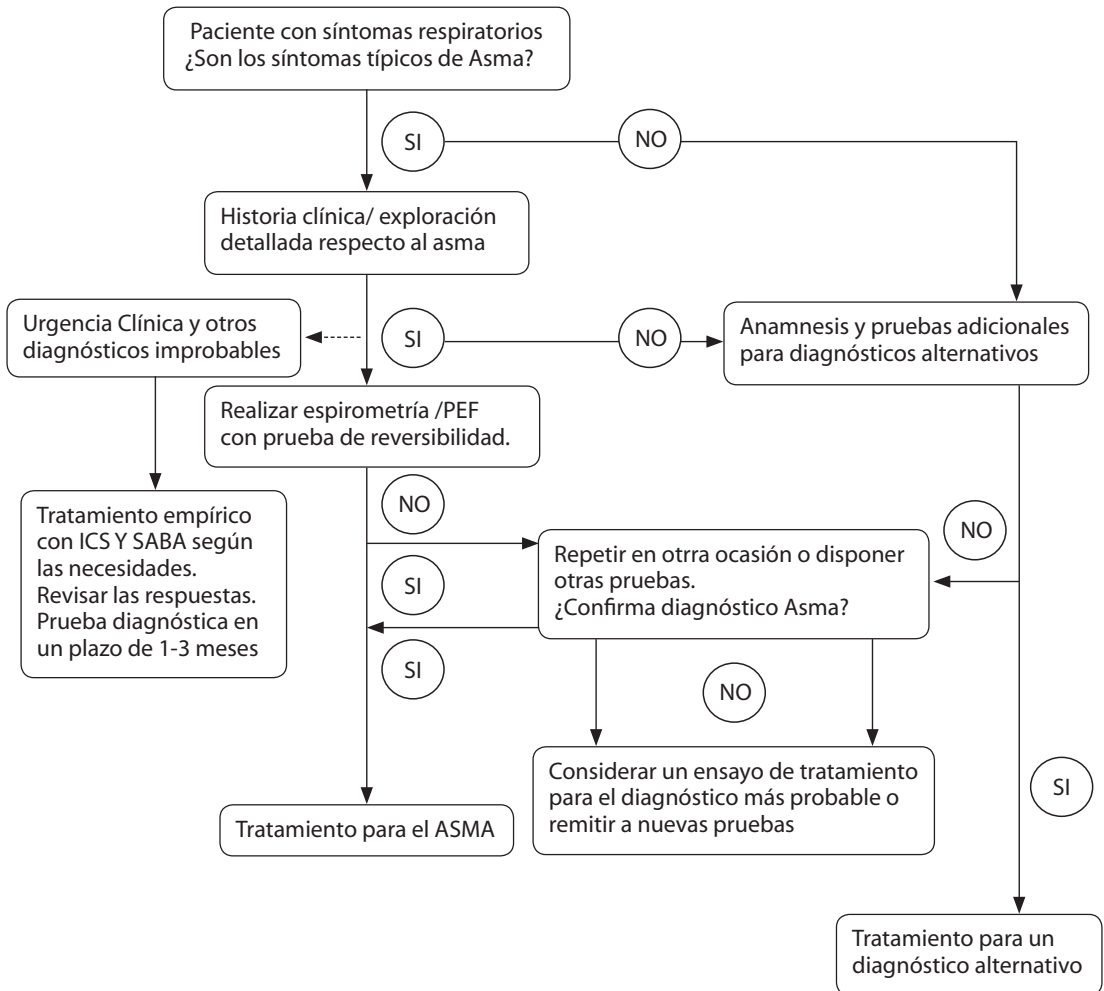 Paciente con síntomas respiratorios
¿Son los síntomas típicos de Asma?
SI
NO
Historia clínica/ exploración
detallada respecto al asma
Urgencia Clínica y otros
diagnósticos improbables
SI
NO
Anamnesis y pruebas adicionales
para diagnósticos alternativos
Realizar espirometría /PEF
con prueba de reversibilidad.
Tratamiento empírico
con ICS Y SABA según
las necesidades.
Revisar las respuestas.
Prueba diagnóstica en
un plazo de 1-3 meses
NO
SI
SI
Repetir en otrra ocasión o disponer
otras pruebas.
¿Confirma diagnóstico Asma?
NO
NO
Considerar un ensayo de tratamiento
para el diagnóstico más probable o
remitir a nuevas pruebas
SI
Tratamiento para el ASMA
Tratamiento para un
diagnóstico alternativo